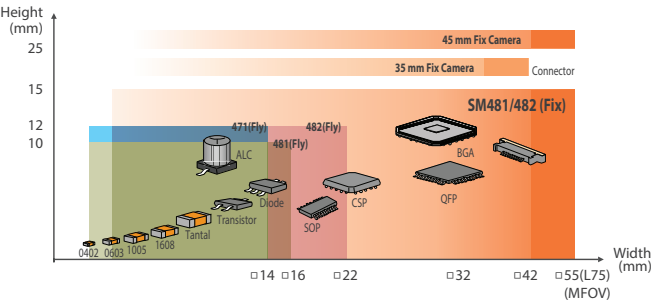 Height
(mm)
25
45 mm Fix Camera
35 mm Fix Camera
Connector
15
SM481/482 (Fix)
12
471(Fly)
482(Fly)
10
481(Fly)
ALC
BGA
Diode
CSP
QFP
Transistor
SOP
Tantal
1608
1005
0603
0402
Width
(mm)
□14 □16 □22 □32 □42 □55(L75)
(MFOV)